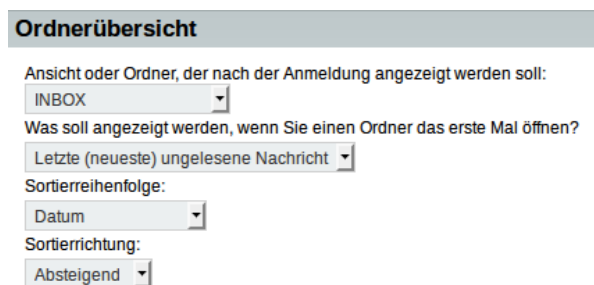 Ordnerübersicht
Ansicht oder Ordner, der nach der Anmeldung angezeigt werden soll:
INBOX
Was soll angezeigt werden, wenn Sie einen Ordner das erste Mal öffnen?
Letzte (neueste) ungelesene Nachricht
Sortierreihenfolge:
Datum
Sortierrichtung:
Absteigend